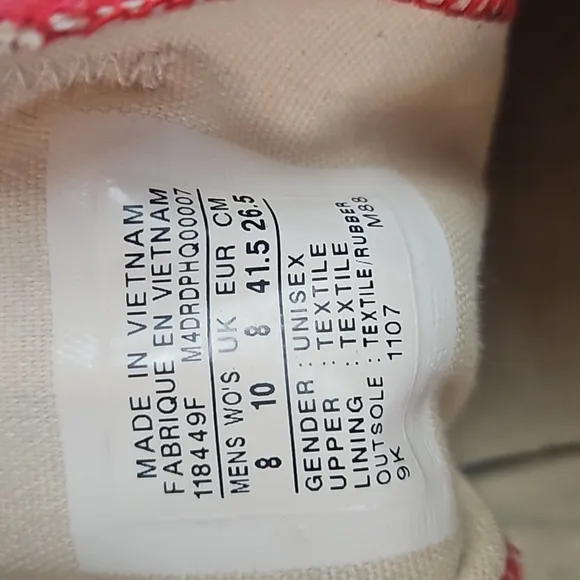 MADE IN VIETNAM
FABRIQUE EN VIETNAM
118449F M4DRDPHQ00007
MENS WO'S UK EUR CM
8 10 8 41.5 26.5
GENDER : UNISEX
UPPER : TEXTILE
LINING : TEXTILE
OUTSOLE : TEXTILE/RUBBER
9K 1107 M88